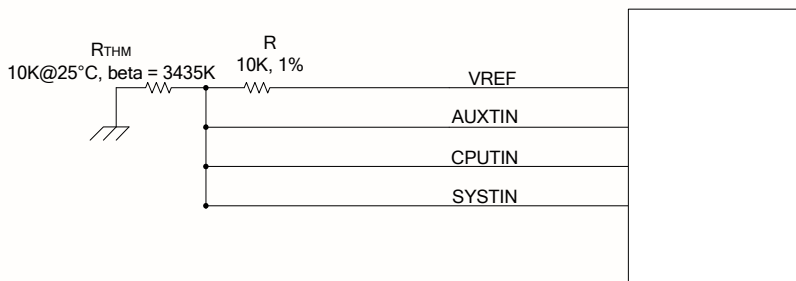 RTHM
10K@25°C, beta = 3435K
R
10K, 1%
VREF
AUXTIN
CPUTIN
SYSTIN